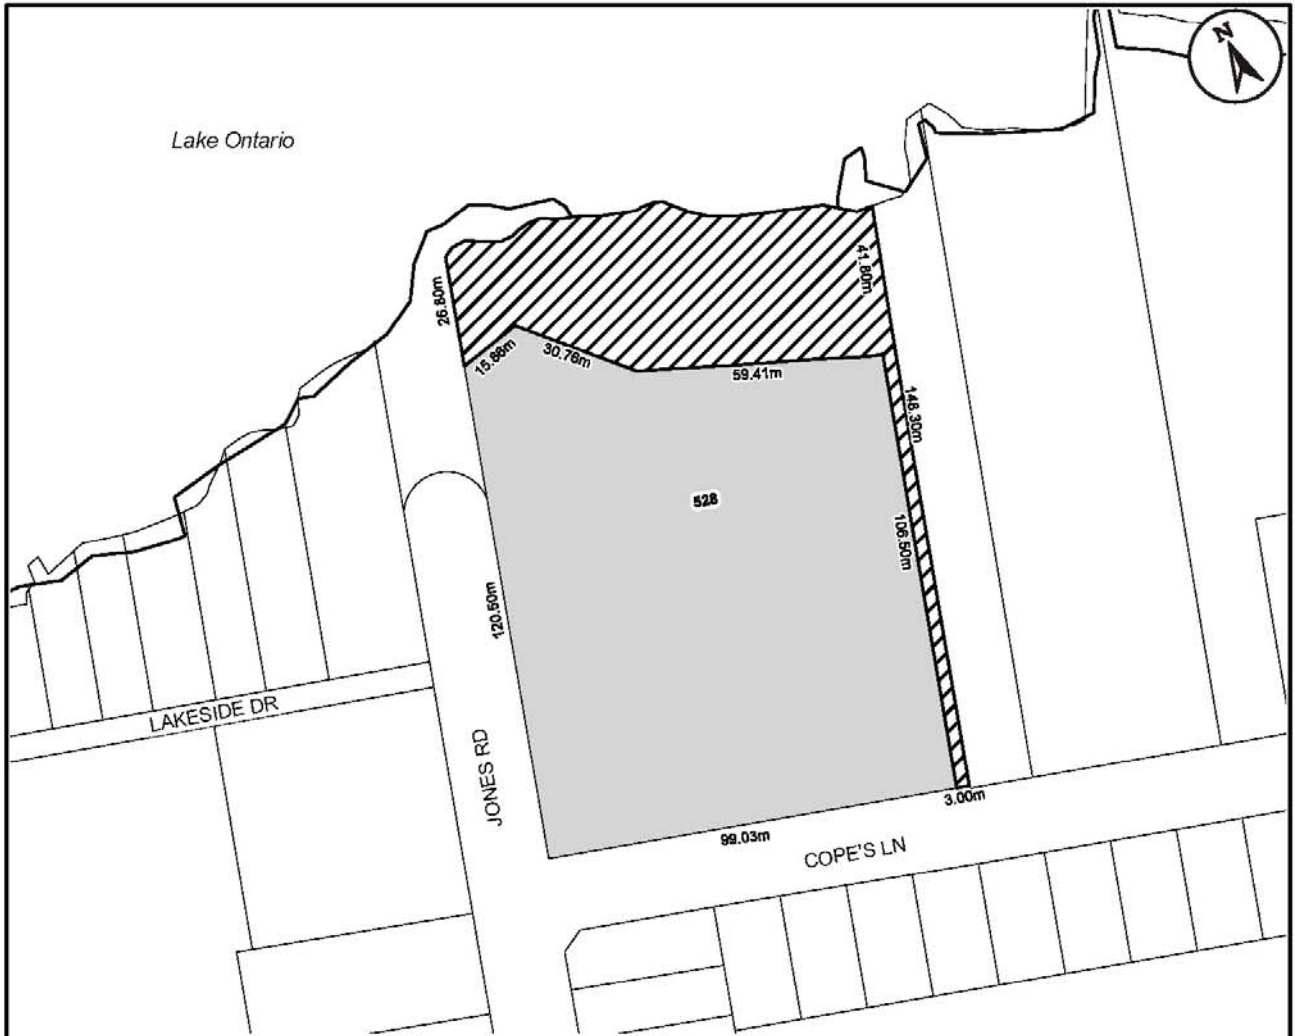 N
Lake Ontario
41.80m
26.80m
15.88m
30.76m
59.41m
148.30m
528
106.50m
120.50m
LAKESIDE DR
JONES RD
3.00m
99.03m
COPE'S LN